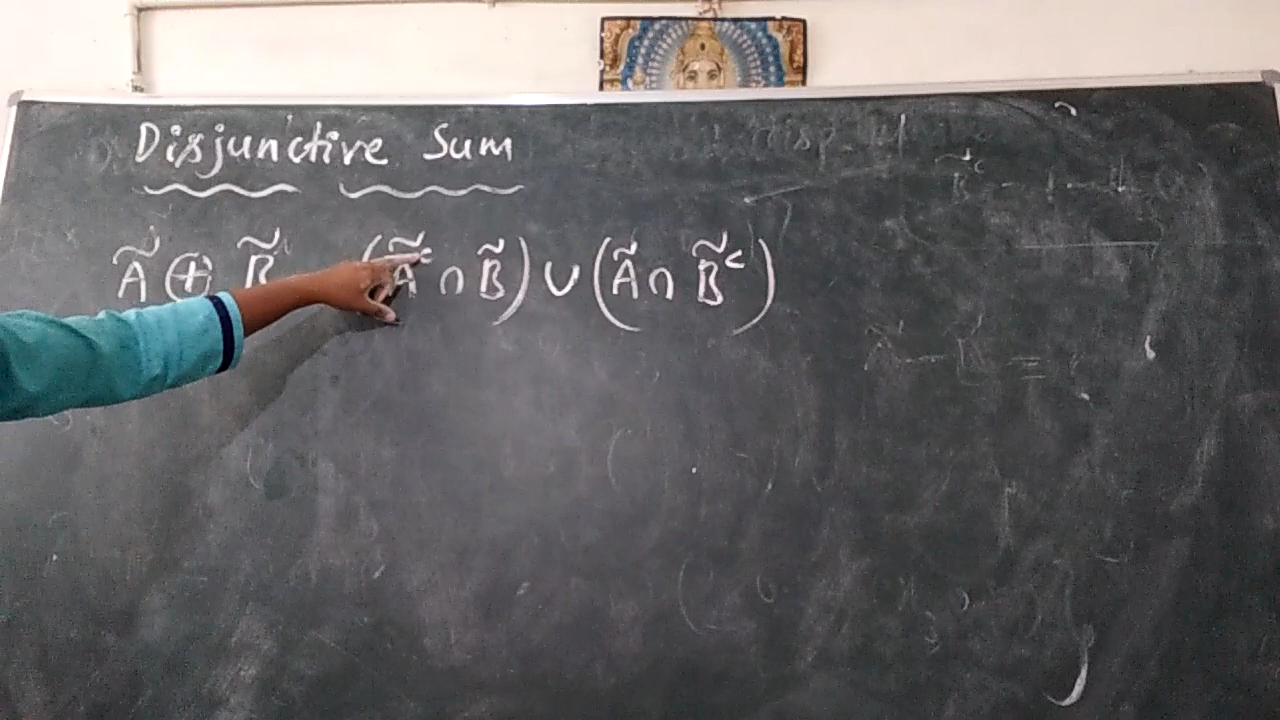 Disjunctive Sum
Ã ⊕ B̃ (Ã^c ∩ B̃) ∪ (Ã ∩ B̃^c)